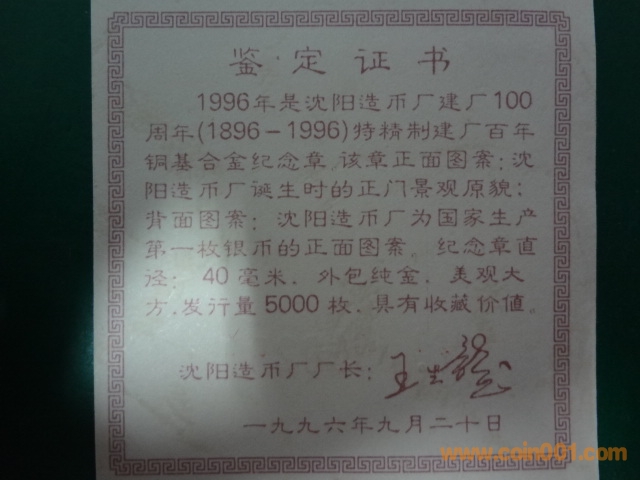 鉴定证书
1996年是沈阳造币厂建厂100
周年(1896-1996)特精制建厂百年
铜基合金纪念章,该章正面图案:沈
阳造币厂诞生时的正门景观原貌;
背面图案:沈阳造币厂为国家生产
第一枚银币的正面图案。纪念章直
径:40毫米,外包纯金,美观大
方,发行量5000枚,具有收藏价值。
沈阳造币厂厂长:王生
一九九六年九月二十日
www.coin001.com